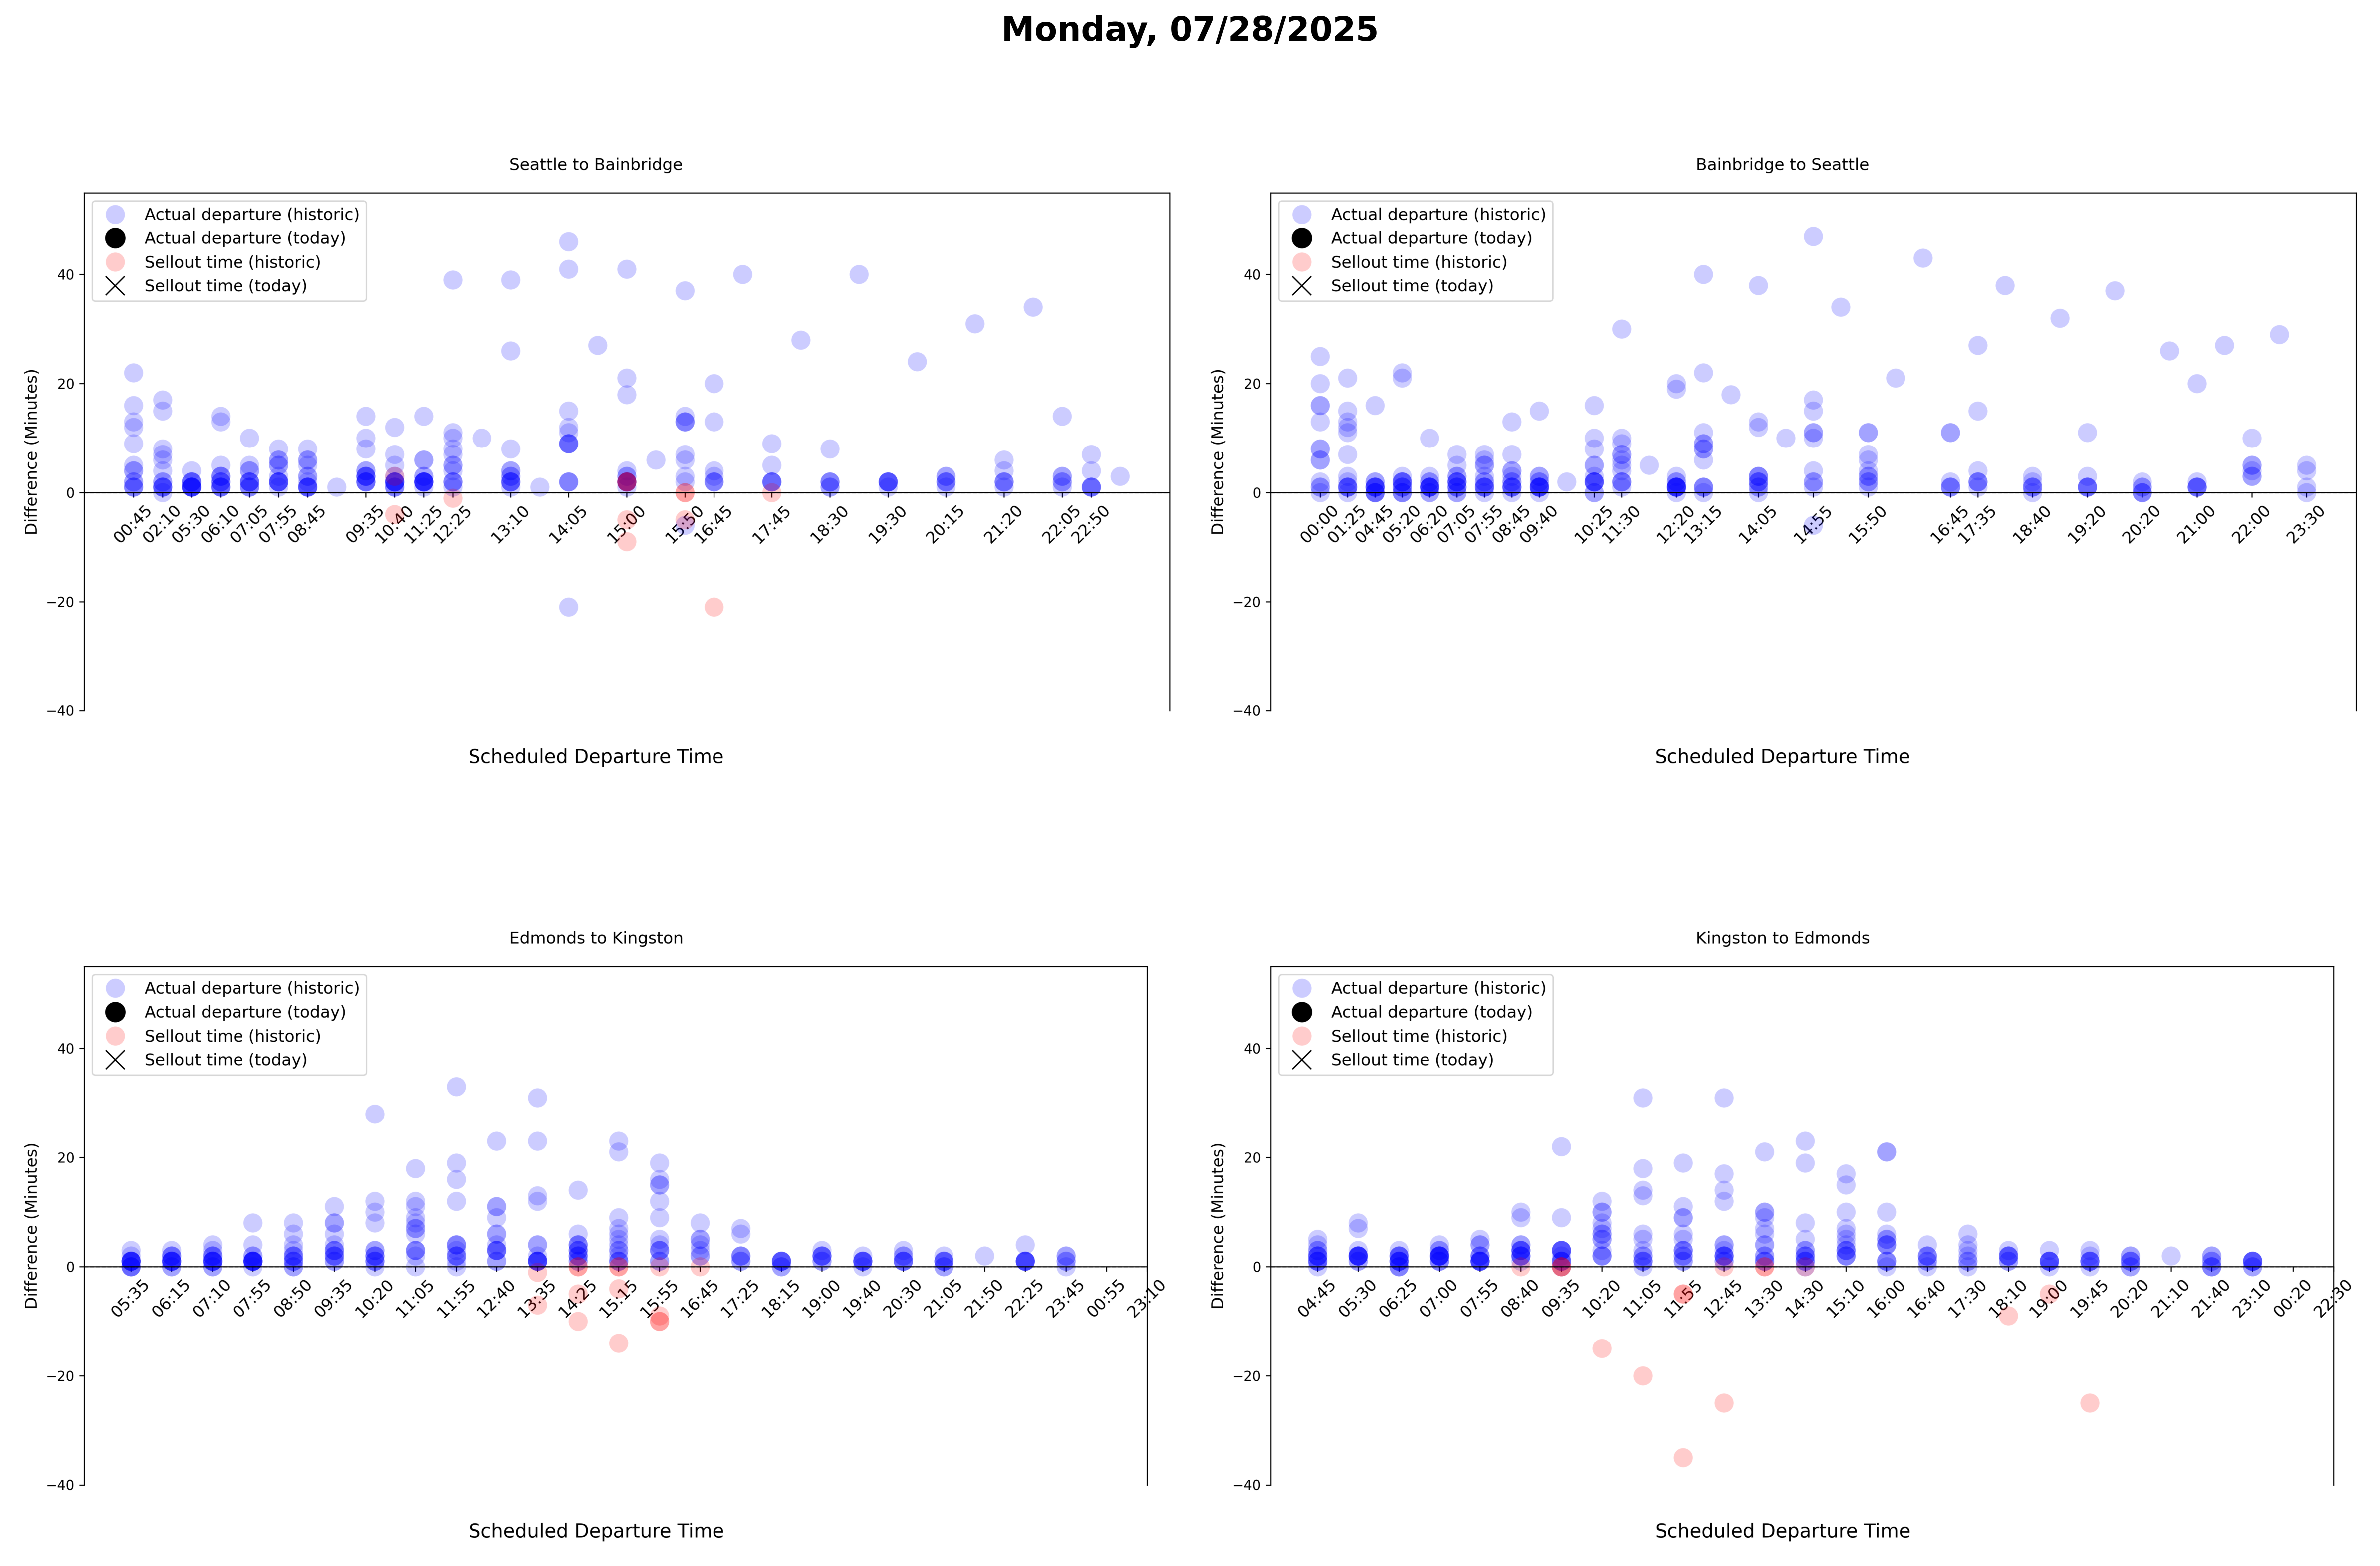 Monday, 07/28/2025
Seattle to Bainbridge
Actual departure (historic)
Actual departure (today)
Sellout time (historic)
Sellout time (today)
Difference (Minutes)
40
20
0
−20
−40
00:45 02:10 05:30 06:10 07:05 07:55 08:45 09:35 10:40 11:25 12:25 13:10 14:05 15:00 15:50 16:45 17:45 18:30 19:30 20:15 21:20 22:05 22:50
Scheduled Departure Time
Bainbridge to Seattle
Actual departure (historic)
Actual departure (today)
Sellout time (historic)
Sellout time (today)
Difference (Minutes)
40
20
0
−20
−40
00:00 01:25 04:45 05:20 06:20 07:05 07:55 08:45 09:40 10:25 11:30 12:20 13:15 14:05 14:55 15:50 16:45 17:35 18:40 19:20 20:20 21:00 22:00 23:30
Scheduled Departure Time
Edmonds to Kingston
Actual departure (historic)
Actual departure (today)
Sellout time (historic)
Sellout time (today)
Difference (Minutes)
40
20
0
−20
−40
05:35 06:15 07:10 07:55 08:50 09:35 10:20 11:05 11:55 12:40 13:35 14:25 15:15 15:55 16:45 17:25 18:15 19:00 19:40 20:30 21:05 21:50 22:25 23:45 00:55 23:10
Scheduled Departure Time
Kingston to Edmonds
Actual departure (historic)
Actual departure (today)
Sellout time (historic)
Sellout time (today)
Difference (Minutes)
40
20
0
−20
−40
04:45 05:30 06:25 07:00 07:55 08:40 09:35 10:20 11:05 11:55 12:45 13:30 14:30 15:10 16:00 16:40 17:30 18:10 19:00 19:45 20:20 21:10 21:40 23:10 00:20 22:30
Scheduled Departure Time